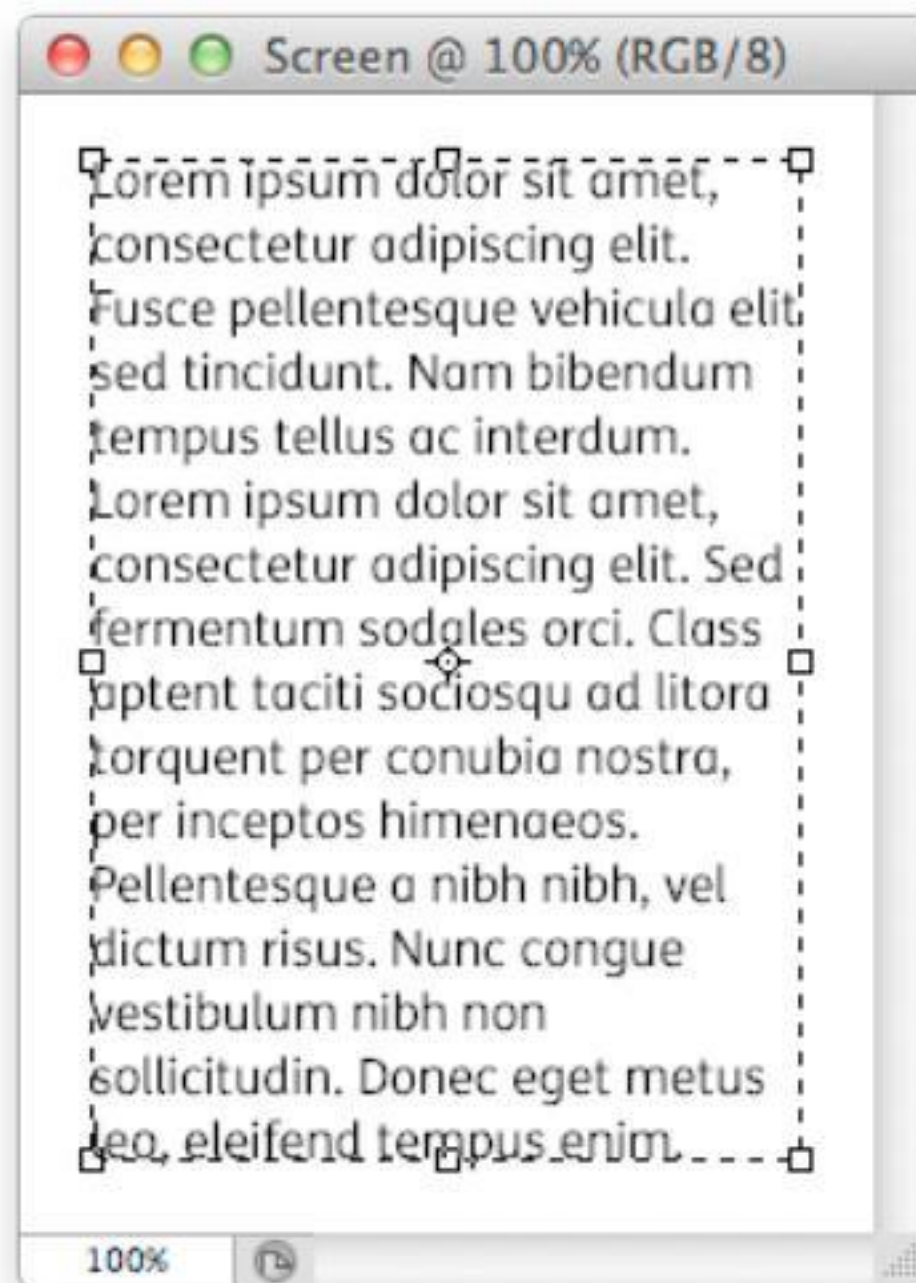 Screen @ 100% (RGB/8)
Lorem ipsum dolor sit amet,
consectetur adipiscing elit.
Fusce pellentesque vehicula elit
sed tincidunt. Nam bibendum
tempus tellus ac interdum.
Lorem ipsum dolor sit amet,
consectetur adipiscing elit. Sed
fermentum sodales orci. Class
aptent taciti sociosqu ad litora
torquent per conubia nostra,
per inceptos himenaeos.
Pellentesque a nibh nibh, vel
dictum risus. Nunc congue
vestibulum nibh non
sollicitudin. Donec eget metus
leo, eleifend tempus enim.
100%